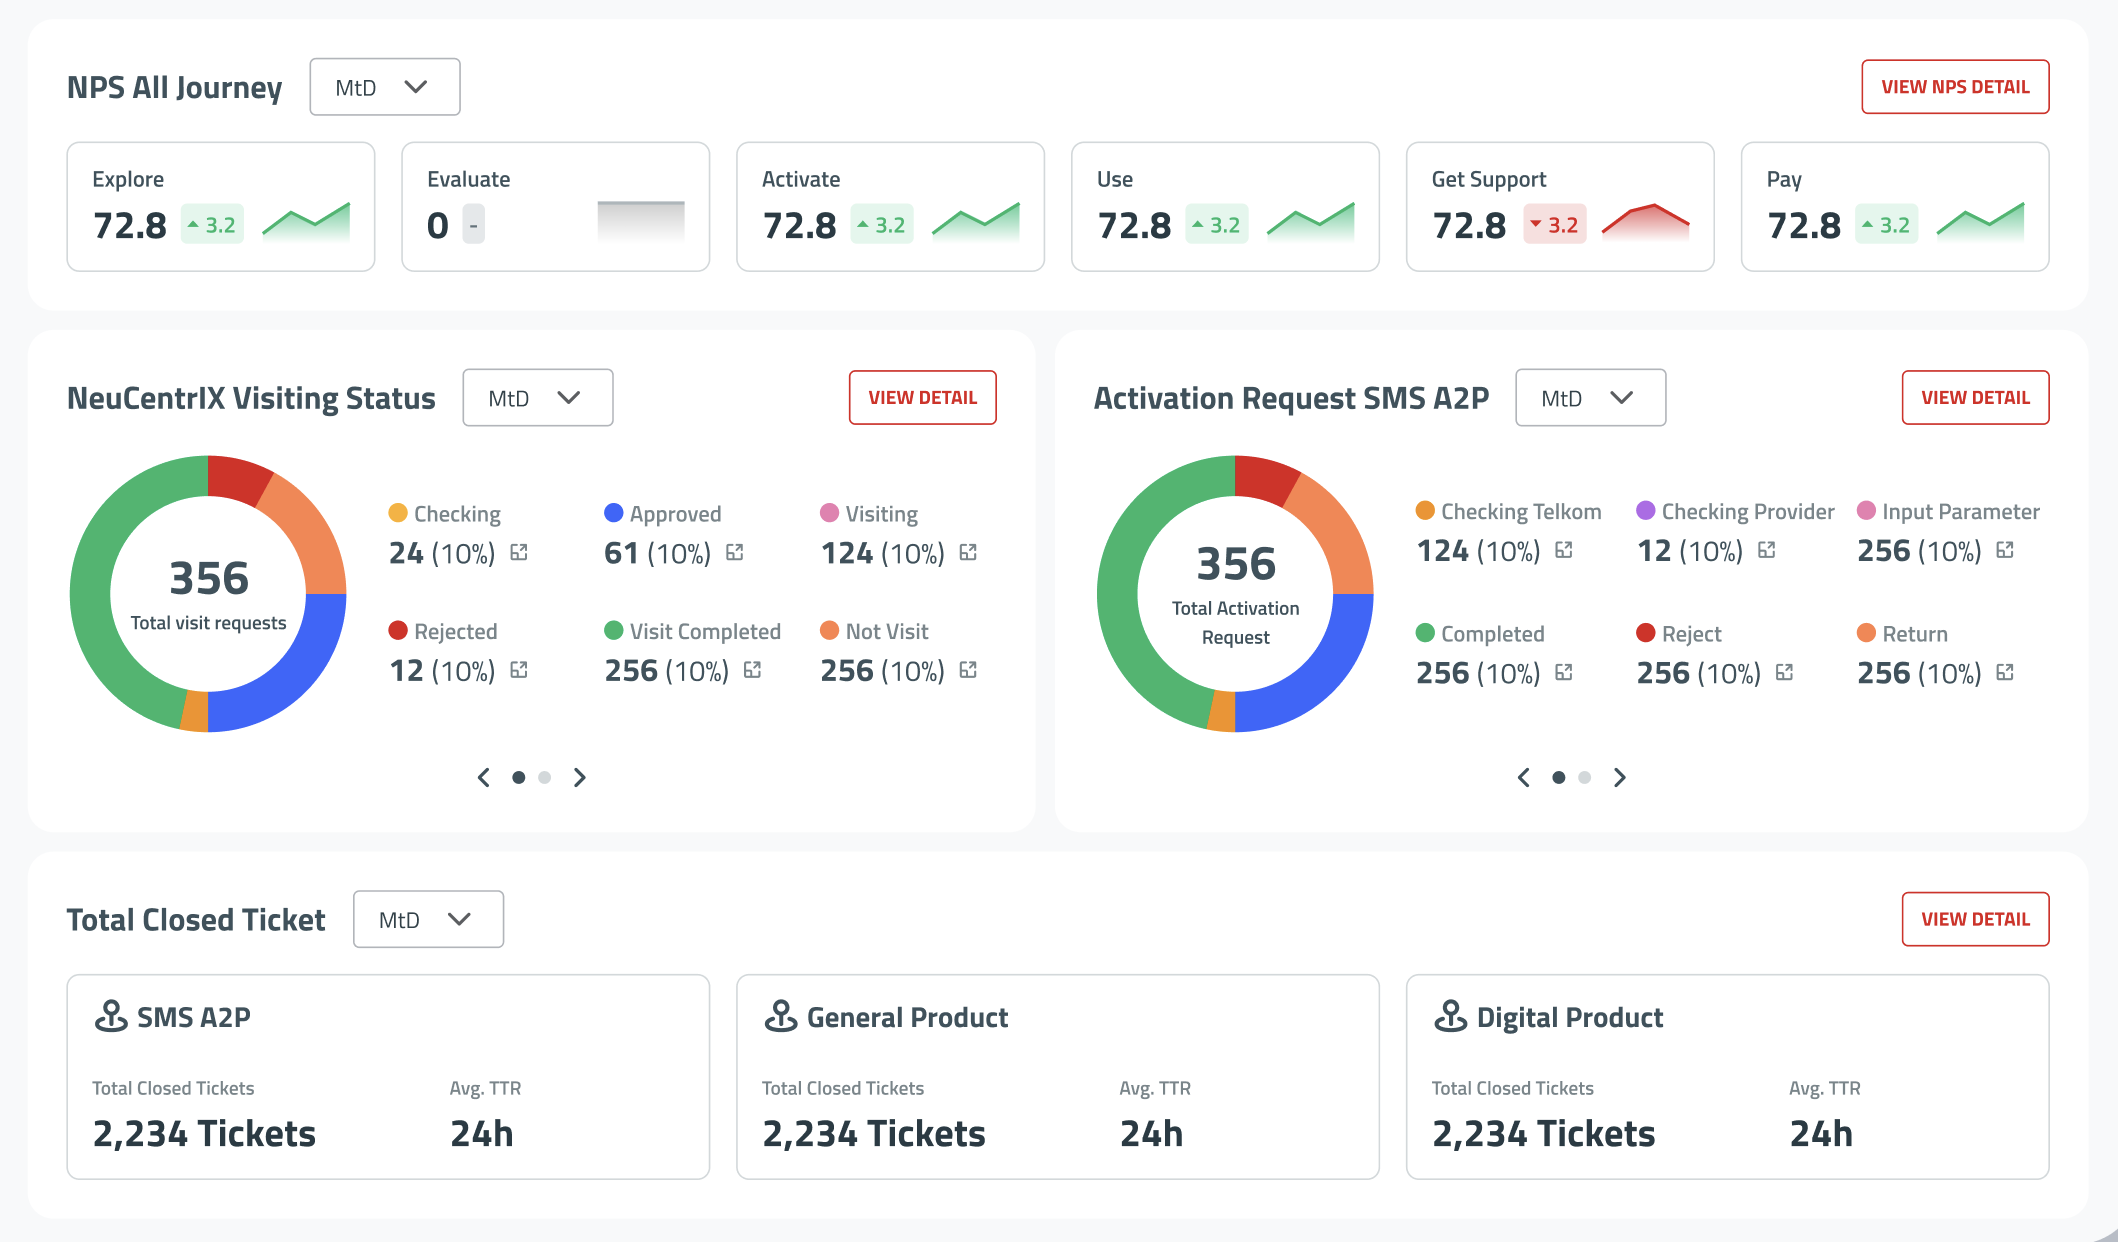 NPS All Journey
MtD
VIEW NPS DETAIL
Explore
72.8
3.2
Evaluate
0
-
Activate
72.8
3.2
Use
72.8
3.2
Get Support
72.8
3.2
Pay
72.8
3.2
NeuCentrIX Visiting Status
MtD
VIEW DETAIL
356
Total visit requests
Checking
24 (10%)
Approved
61 (10%)
Visiting
124 (10%)
Rejected
12 (10%)
Visit Completed
256 (10%)
Not Visit
256 (10%)
Activation Request SMS A2P
MtD
VIEW DETAIL
356
Total Activation
Request
Checking Telkom
124 (10%)
Checking Provider
12 (10%)
Input Parameter
256 (10%)
Completed
256 (10%)
Reject
256 (10%)
Return
256 (10%)
Total Closed Ticket
MtD
VIEW DETAIL
SMS A2P
Total Closed Tickets
2,234 Tickets
Avg. TTR
24h
General Product
Total Closed Tickets
2,234 Tickets
Avg. TTR
24h
Digital Product
Total Closed Tickets
2,234 Tickets
Avg. TTR
24h